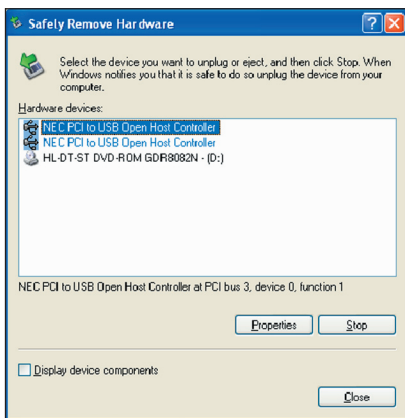 Safely Remove Hardware
Select the device you want to unplug or eject, and then click Stop. When
Windows notifies you that it is safe to do so unplug the device from your
computer.
Hardware devices:
NEC PCI to USB Open Host Controller
NEC PCI to USB Open Host Controller
HL-DT-ST DVD-ROM GDR8082N - (D:)
NEC PCI to USB Open Host Controller at PCI bus 3, device 0, function 1
Properties
Stop
Display device components
Close